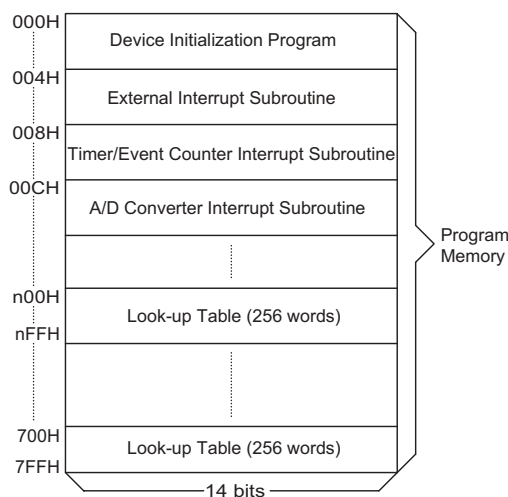 000H
Device Initialization Program
004H
External Interrupt Subroutine
008H
Timer/Event Counter Interrupt Subroutine
00CH
A/D Converter Interrupt Subroutine
Program
Memory
n00H
Look-up Table (256 words)
nFFH
700H
Look-up Table (256 words)
7FFH
14 bits